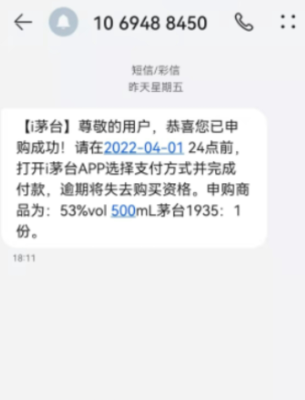 10 6948 8450
短信/彩信
昨天星期五
【i茅台】尊敬的用户，恭喜您已申
购成功！请在2022-04-01 24点前，
打开i茅台APP选择支付方式并完成
付款，逾期将失去购买资格。申购商
品为：53%vol 500mL茅台1935：1
份。
18:11